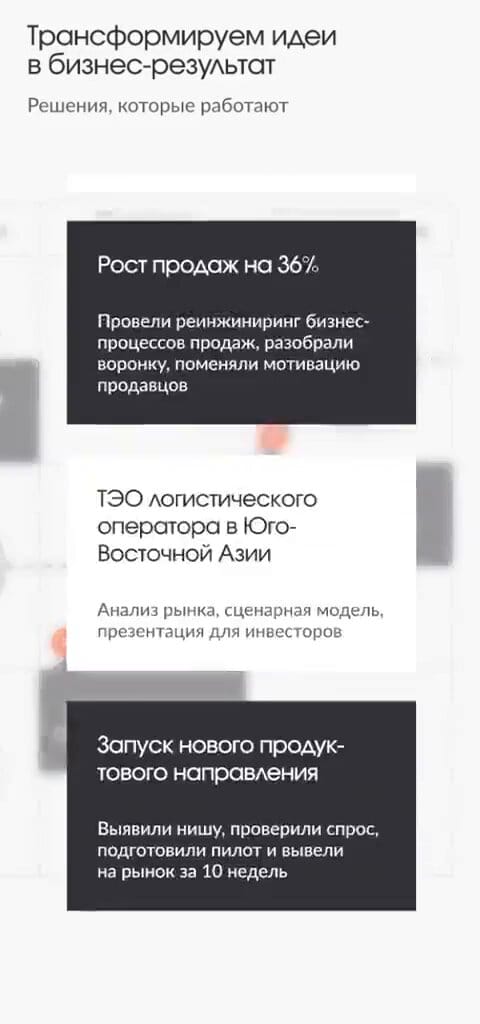 Трансформируем идеи
в бизнес-результат
Решения, которые работают
Рост продаж на 36%
Провели реинжиниринг бизнес-
процессов продаж, разобрали
воронку, поменяли мотивацию
продавцов
ТЭО логистического
оператора в Юго-
Восточной Азии
Анализ рынка, сценарная модель,
презентация для инвесторов
Запуск нового продук-
тового направления
Выявили нишу, проверили спрос,
подготовили пилот и вывели
на рынок за 10 недель